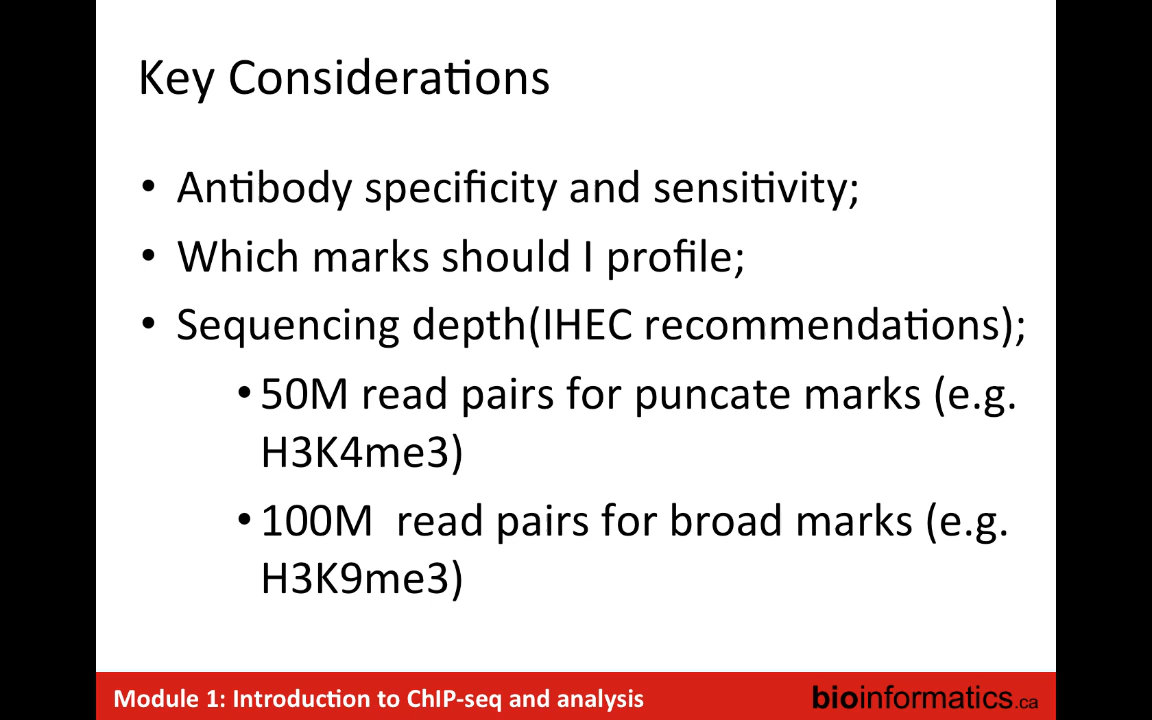 Key Considerations
• Antibody specificity and sensitivity;
• Which marks should I profile;
• Sequencing depth(IHEC recommendations);
• 50M read pairs for puncate marks (e.g.
H3K4me3)
• 100M  read pairs for broad marks (e.g.
H3K9me3)
Module 1: Introduction to ChIP-seq and analysis
bioinformatics.ca